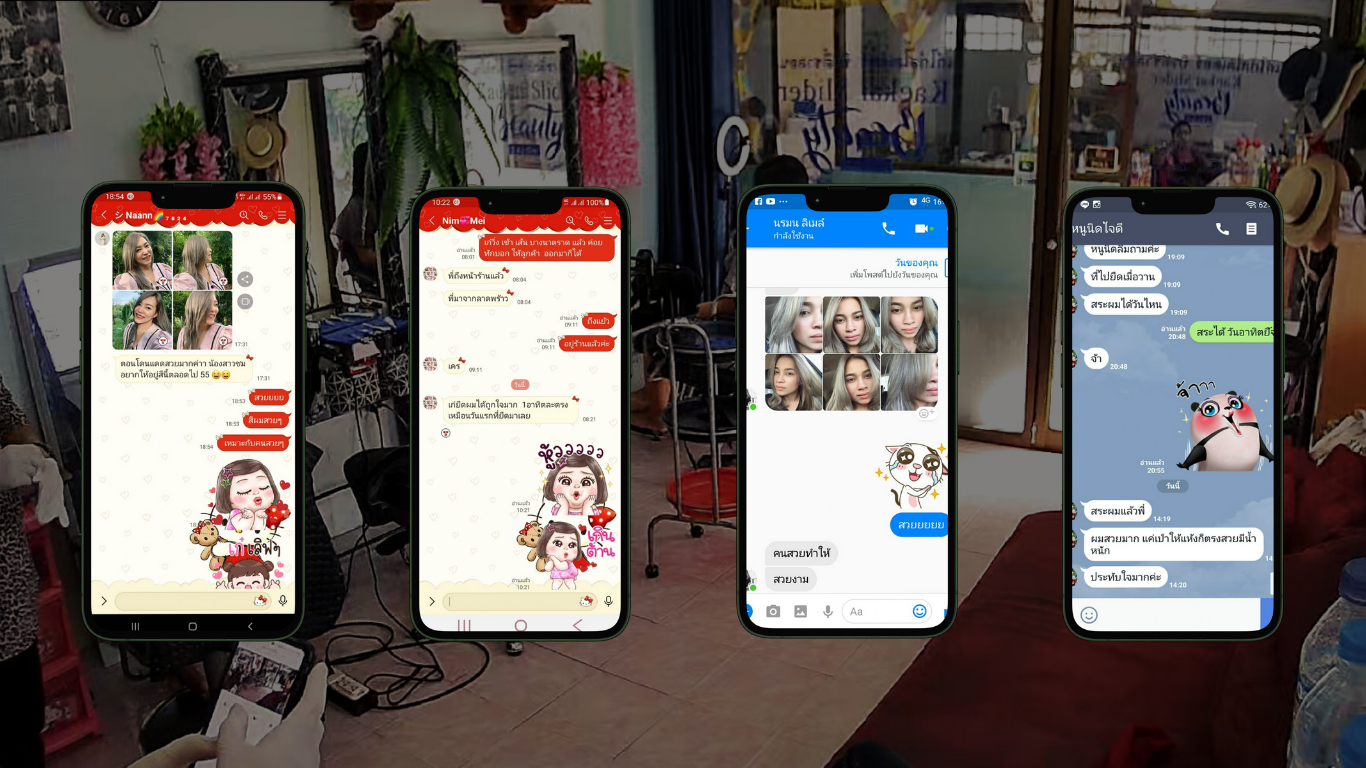 18:54
55%
シ Naann🌈₇₈₂₄
17:31
ตอนโดนแดดสวยมากค่าา น้องสาวชม
อยากให้อยู่สีนี้ตลอดไป 55 😆😆
17:31
18:53
สวยยยย
18:53
สีผมสวยๆ
18:54
เหมาะกับคนสวยๆ
เก๋เลิฟๆ
10:22
100%
Nim💞Mei
เก๋วิ่ง เข้า เส้น บางนาตราด แล้ว ค่อย
ทักบอก ให้ลูกค้า ออกมาก็ได้
อ่านแล้ว
08:01
พี่ถึงหน้าร้านแล้ว
08:04
พี่มาจากลาดพร้าว
08:04
อ่านแล้ว
09:11
ถึงแย้ว
อ่านแล้ว
09:11
อยู่ร้านแล้วค่ะ
เคร
09:11
วันนี้
เก๋ยืดผมได้ถูกใจมาก 1อาทิตละตรง
เหมือนวันแรกที่ยืดมาเลย
08:21
หูววววว
อ่านแล้ว
10:21
เกินต้าน
อ่านแล้ว
10:21
4G 16
นรมน ลิเมล์
กำลังใช้งาน
วันของคุณ
เพิ่มโพสต์ไปยังวันของคุณ
สวยยยยย
คนสวยทำให้
สวยงาม
Aa
62
หนูนิดใจดี
หนูนิดลืมถามค่ะ
19:09
ที่ไปยืดเมื่อวาน
19:09
สระผมได้วันไหน
19:09
อ่านแล้ว
20:48
สระได้ วันอาทิตย์
จ้า
20:48
จ้าาาา
อ่านแล้ว
20:55
วันนี้
สระผมแล้วพี่
14:19
ผมสวยมาก แค่เป่าให้แห้งก็ตรงสวยมีน้ำ
หนัก
14
ประทับใจมากค่ะ
14:20
Kaekai Slider
Beauty